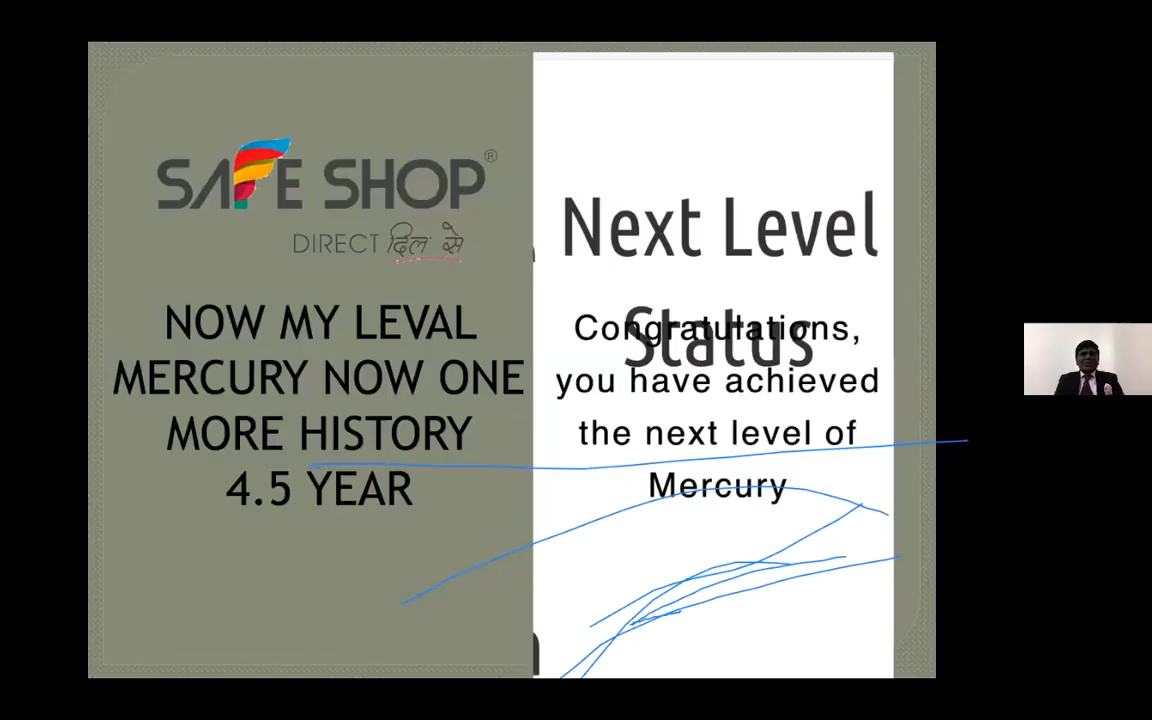 SAFE SHOP®
DIRECT दिल से
NOW MY LEVAL
MERCURY NOW ONE
MORE HISTORY
4.5 YEAR
Next Level
Status
Congratulations,
you have achieved
the next level of
Mercury